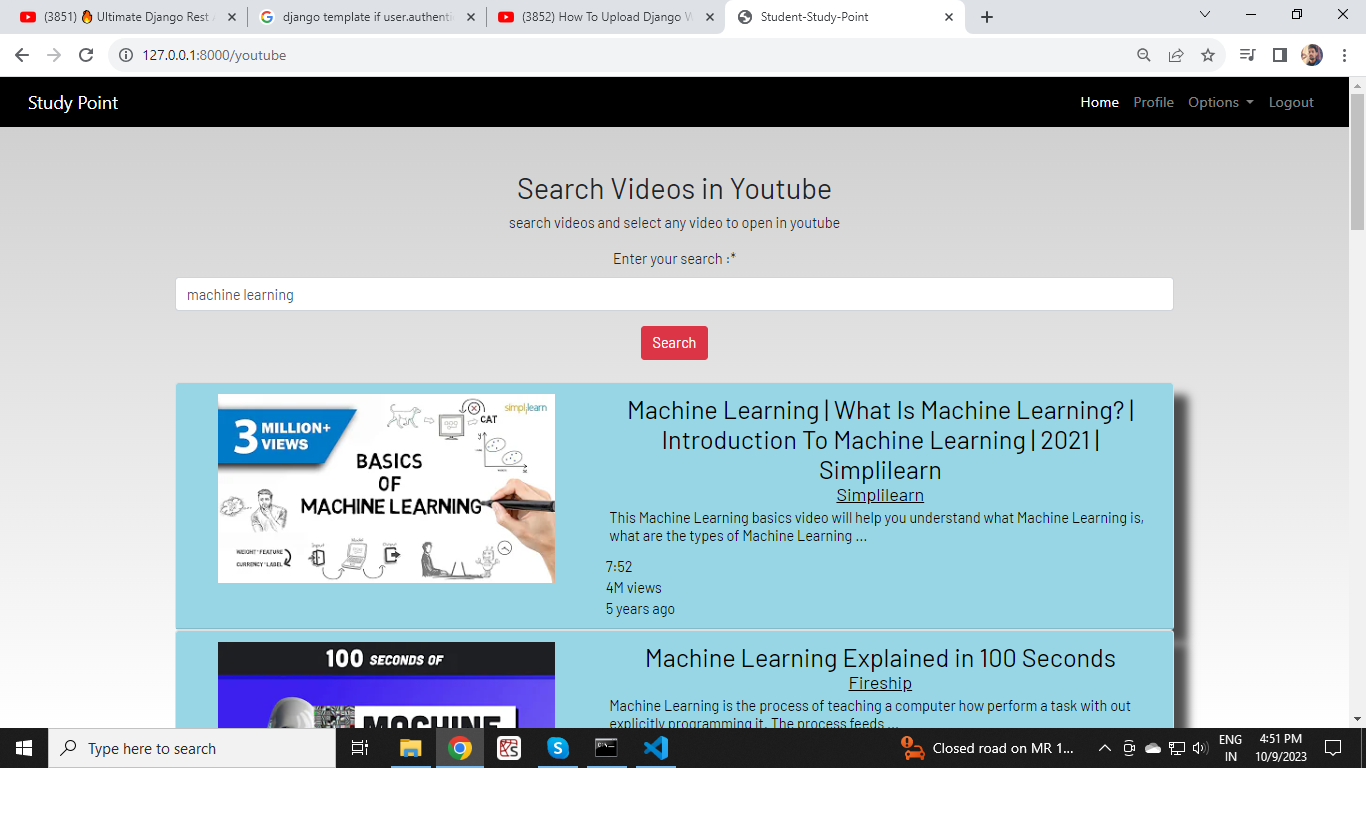 (3851) 🔥 Ultimate Django Rest
django template if user.authenti
(3852) How To Upload Django W
Student-Study-Point
127.0.0.1:8000/youtube
Study Point
Home Profile Options Logout
Search Videos in Youtube
search videos and select any video to open in youtube
Enter your search :*
machine learning
Search
3 MILLION+ VIEWS
simplilearn
CAT
BASICS
OF
MACHINE LEARNING
WEIGHT=FEATURE
CURRENCY=LABEL
Machine Learning | What Is Machine Learning? |
Introduction To Machine Learning | 2021 |
Simplilearn
Simplilearn
This Machine Learning basics video will help you understand what Machine Learning is,
what are the types of Machine Learning ...
7:52
4M views
5 years ago
100 SECONDS OF
MACHINE
Machine Learning Explained in 100 Seconds
Fireship
Machine Learning is the process of teaching a computer how perform a task with out
explicitly programming it. The process feeds ...
Type here to search
Closed road on MR 1...
ENG
IN
4:51 PM
10/9/2023